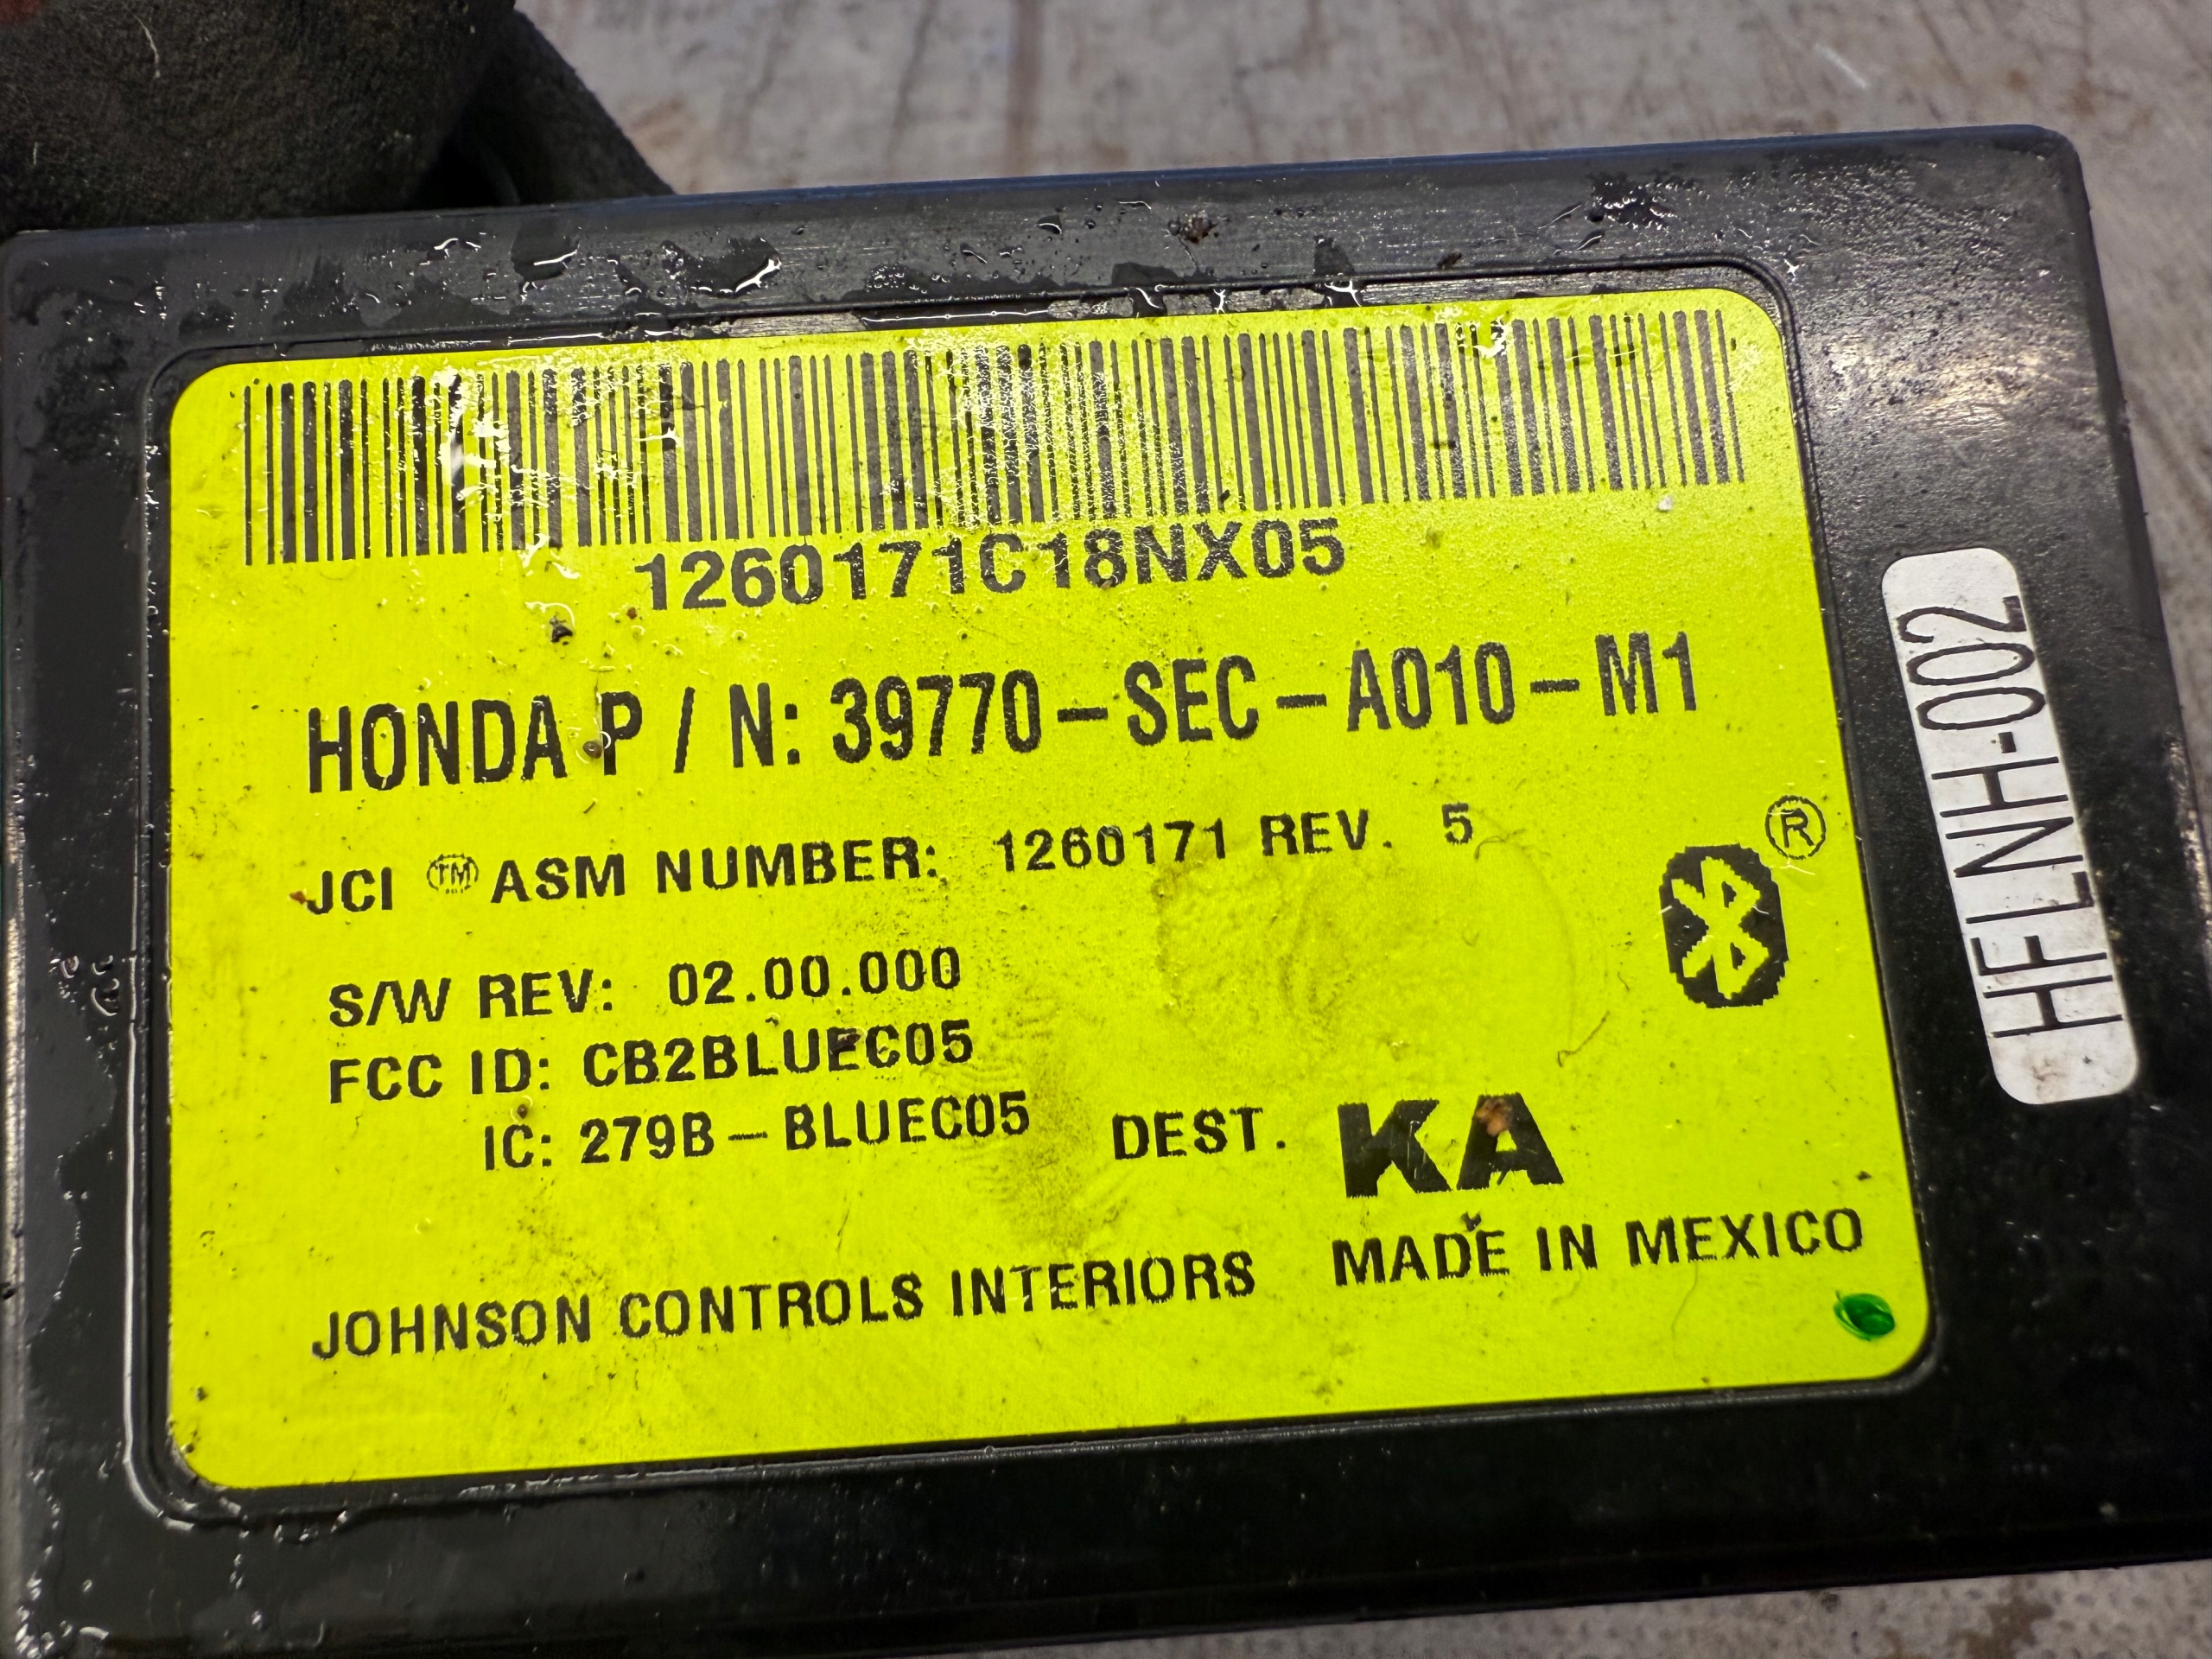 1260171C18NX05
HONDA P / N: 39770-SEC-A010-M1
JCI ™ ASM NUMBER: 1260171 REV. 5
®
S/W REV: 02.00.000
FCC ID: CB2BLUEC05
IC: 279B-BLUEC05 DEST. KA
JOHNSON CONTROLS INTERIORS MADE IN MEXICO
HFLNH-002